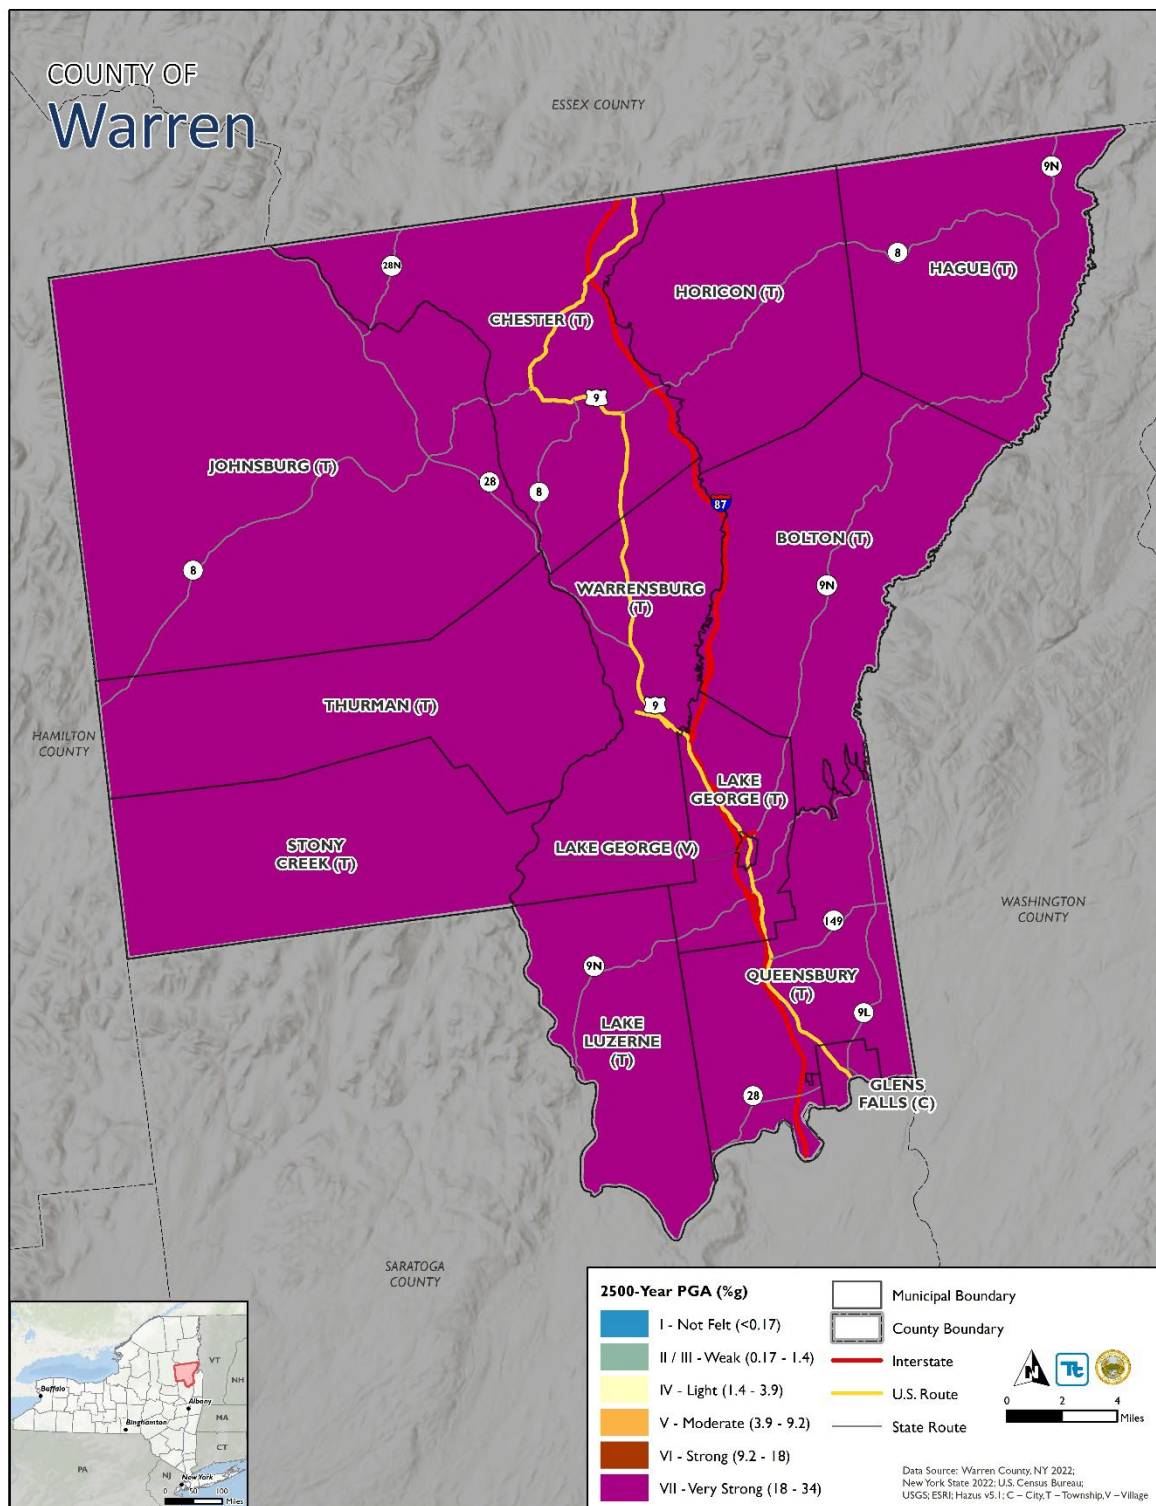 COUNTY OF
Warren
ESSEX COUNTY
9N
28N
8
HAGUE (T)
HORICON (T)
CHESTER (T)
9
JOHNSBURG (T)
28
8
87
BOLTON (T)
8
WARRENSBURG
(T)
9N
THURMAN (T)
9
HAMILTON
COUNTY
LAKE
GEORGE (T)
STONY
CREEK (T)
LAKE GEORGE (V)
WASHINGTON
COUNTY
149
9N
QUEENSBURY
(T)
9L
LAKE
LUZERNE
(T)
28
GLENS
FALLS (C)
SARATOGA
COUNTY
2500-Year PGA (%g)
I - Not Felt (<0.17)
II / III - Weak (0.17 - 1.4)
IV - Light (1.4 - 3.9)
V - Moderate (3.9 - 9.2)
VI - Strong (9.2 - 18)
VII - Very Strong (18 - 34)
Municipal Boundary
County Boundary
Interstate
U.S. Route
State Route
N
Tt
0 2 4
Miles
Data Source: Warren County, NY 2022;
New York State 2022; U.S. Census Bureau;
USGS; ESRI; Hazus v5.1; C – City, T – Township, V – Village
VT
NH
Buffalo
Albany
MA
Binghamton
CT
PA
NJ
New York
0 50 100
Miles